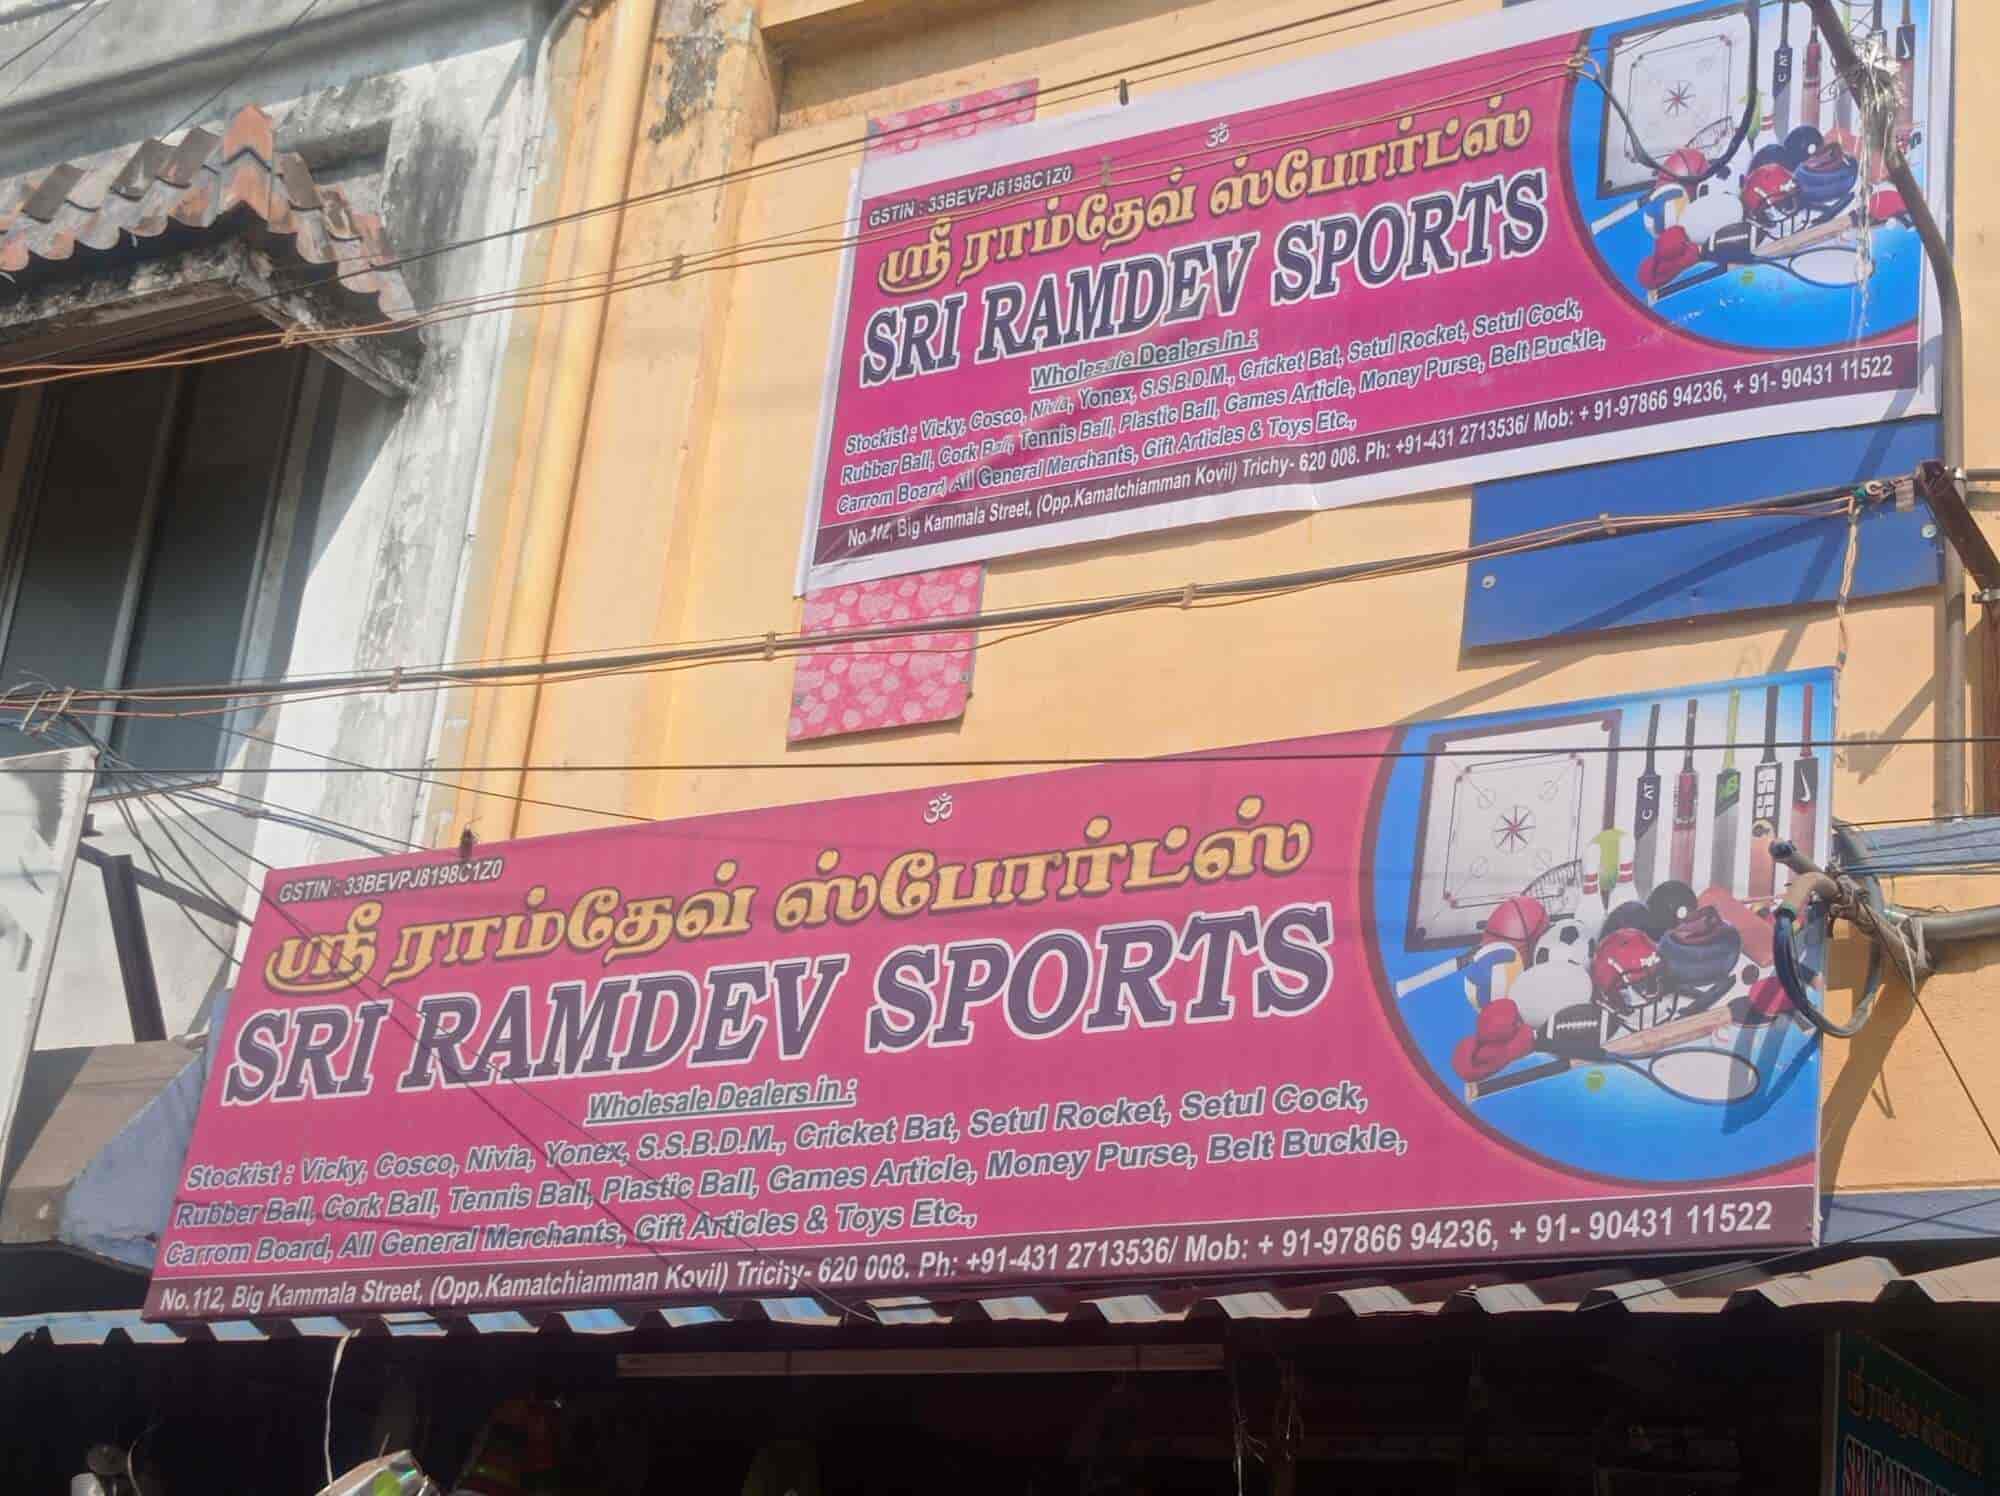 ॐ
GSTIN : 33BEVPJ8198C1Z0
ஸ்ரீ ராம்தேவ் ஸ்போர்ட்ஸ்
SRI RAMDEV SPORTS
Wholesale Dealers in.:
Stockist : Vicky, Cosco, Nivia, Yonex, S.S.B.D.M., Cricket Bat, Setul Rocket, Setul Cock,
Rubber Ball, Cork Ball, Tennis Ball, Plastic Ball, Games Article, Money Purse, Belt Buckle,
Carrom Board, All General Merchants, Gift Articles & Toys Etc.,
No.112, Big Kammala Street, (Opp.Kamatchiamman Kovil) Trichy- 620 008. Ph: +91-431 2713536/ Mob: + 91-97866 94236, + 91- 90431 11522
ॐ
GSTIN : 33BEVPJ8198C1Z0
ஸ்ரீ ராம்தேவ் ஸ்போர்ட்ஸ்
SRI RAMDEV SPORTS
Wholesale Dealers in.:
Stockist : Vicky, Cosco, Nivia, Yonex, S.S.B.D.M., Cricket Bat, Setul Rocket, Setul Cock,
Rubber Ball, Cork Ball, Tennis Ball, Plastic Ball, Games Article, Money Purse, Belt Buckle,
Carrom Board, All General Merchants, Gift Articles & Toys Etc.,
No.112, Big Kammala Street, (Opp.Kamatchiamman Kovil) Trichy- 620 008. Ph: +91-431 2713536/ Mob: + 91-97866 94236, + 91- 90431 11522